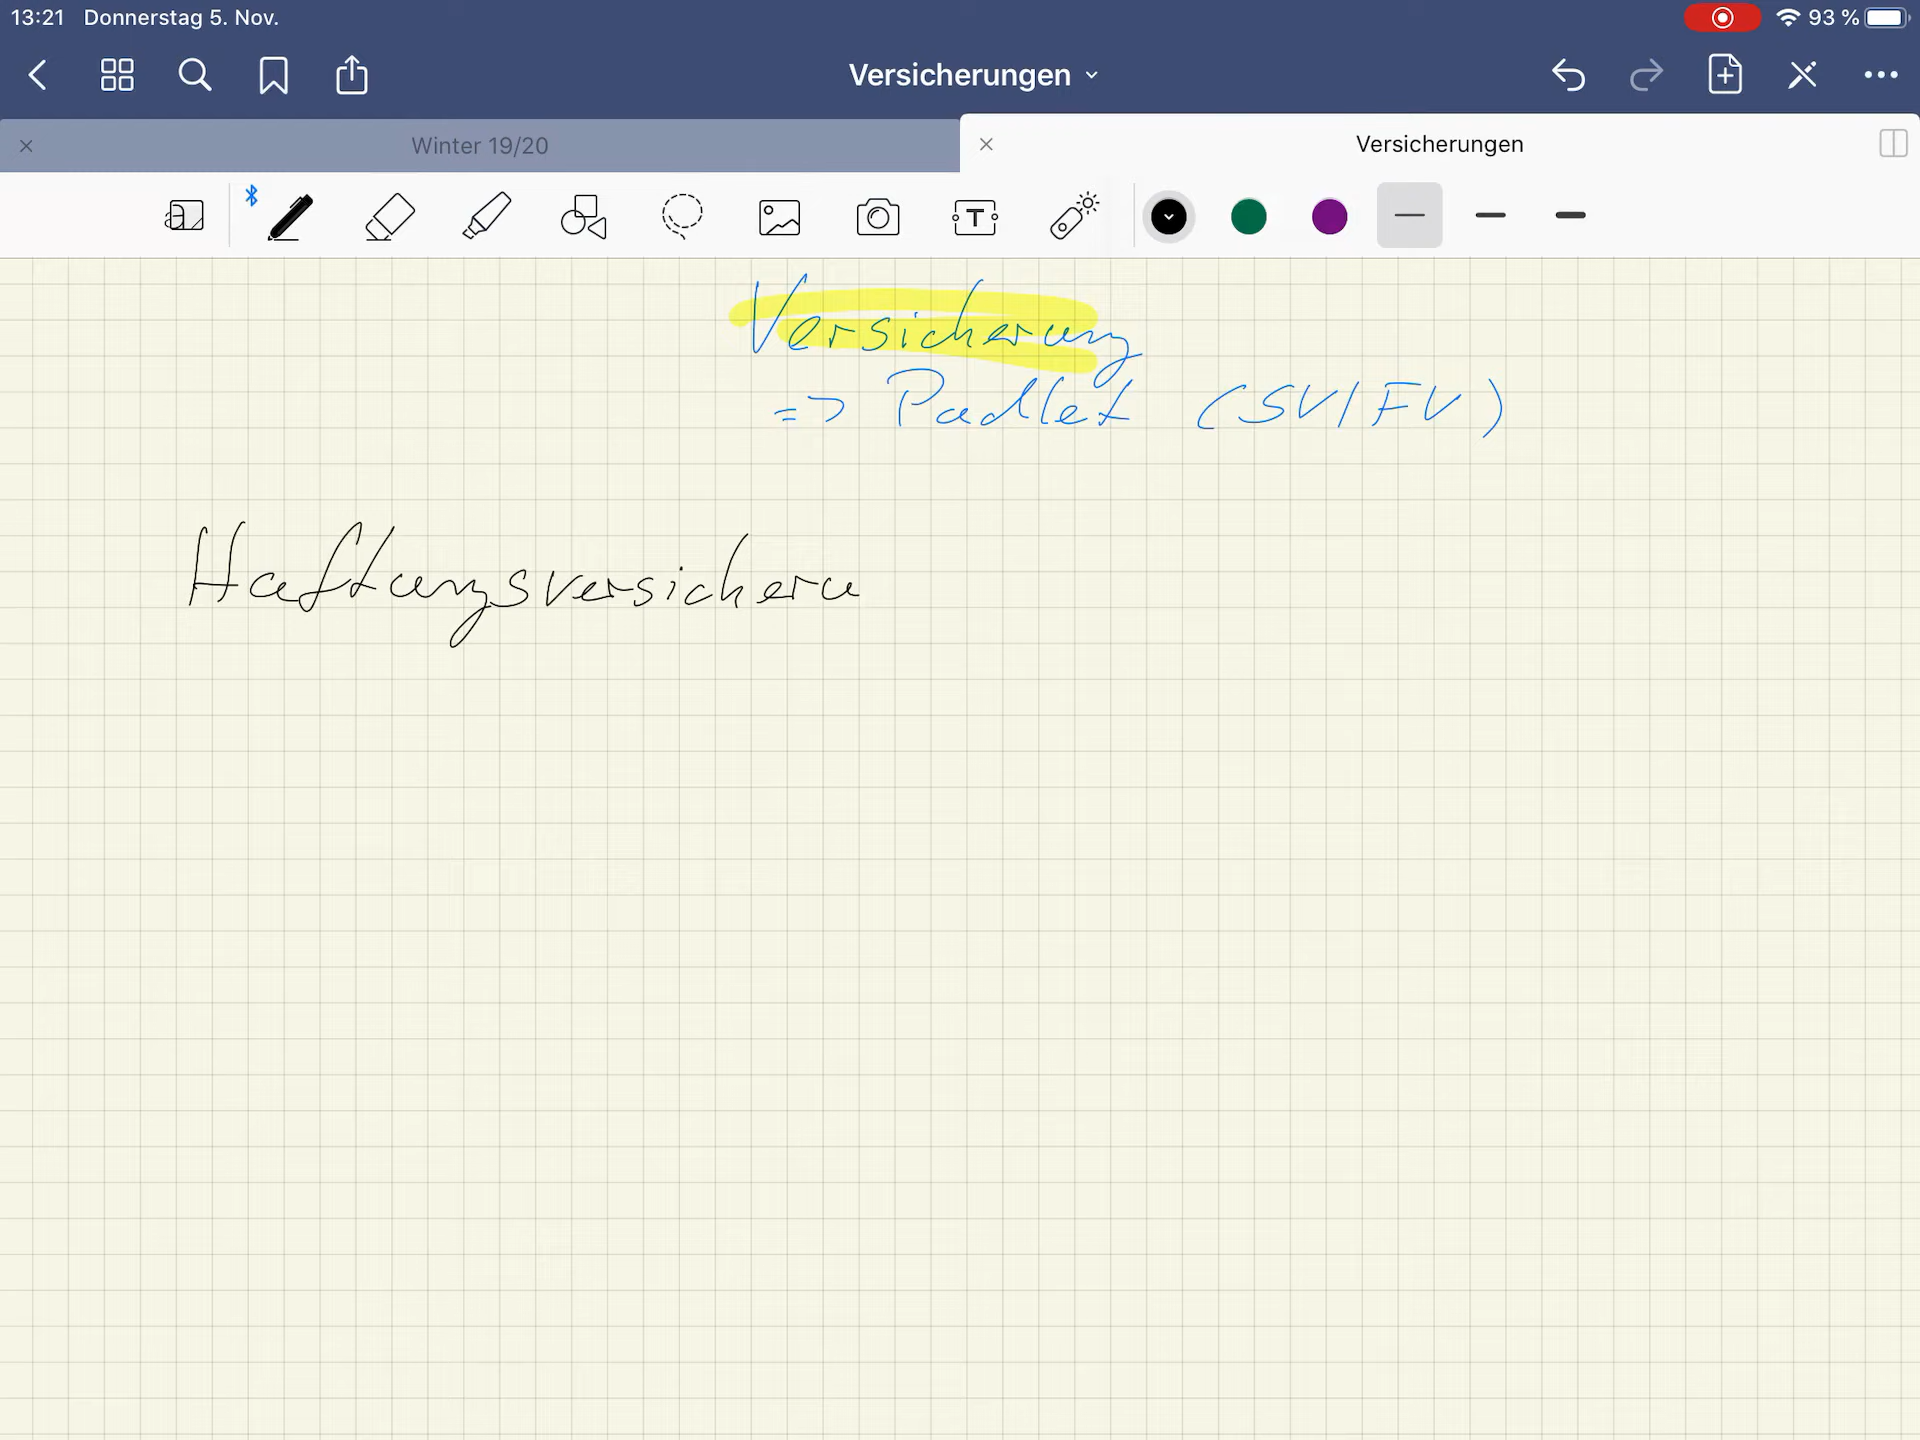 13:21 Donnerstag 5. Nov. 93 %
Versicherungen
Winter 19/20 Versicherungen
T
Versicherung
=> Padlet (SV/FV)
Haftungsversicheru